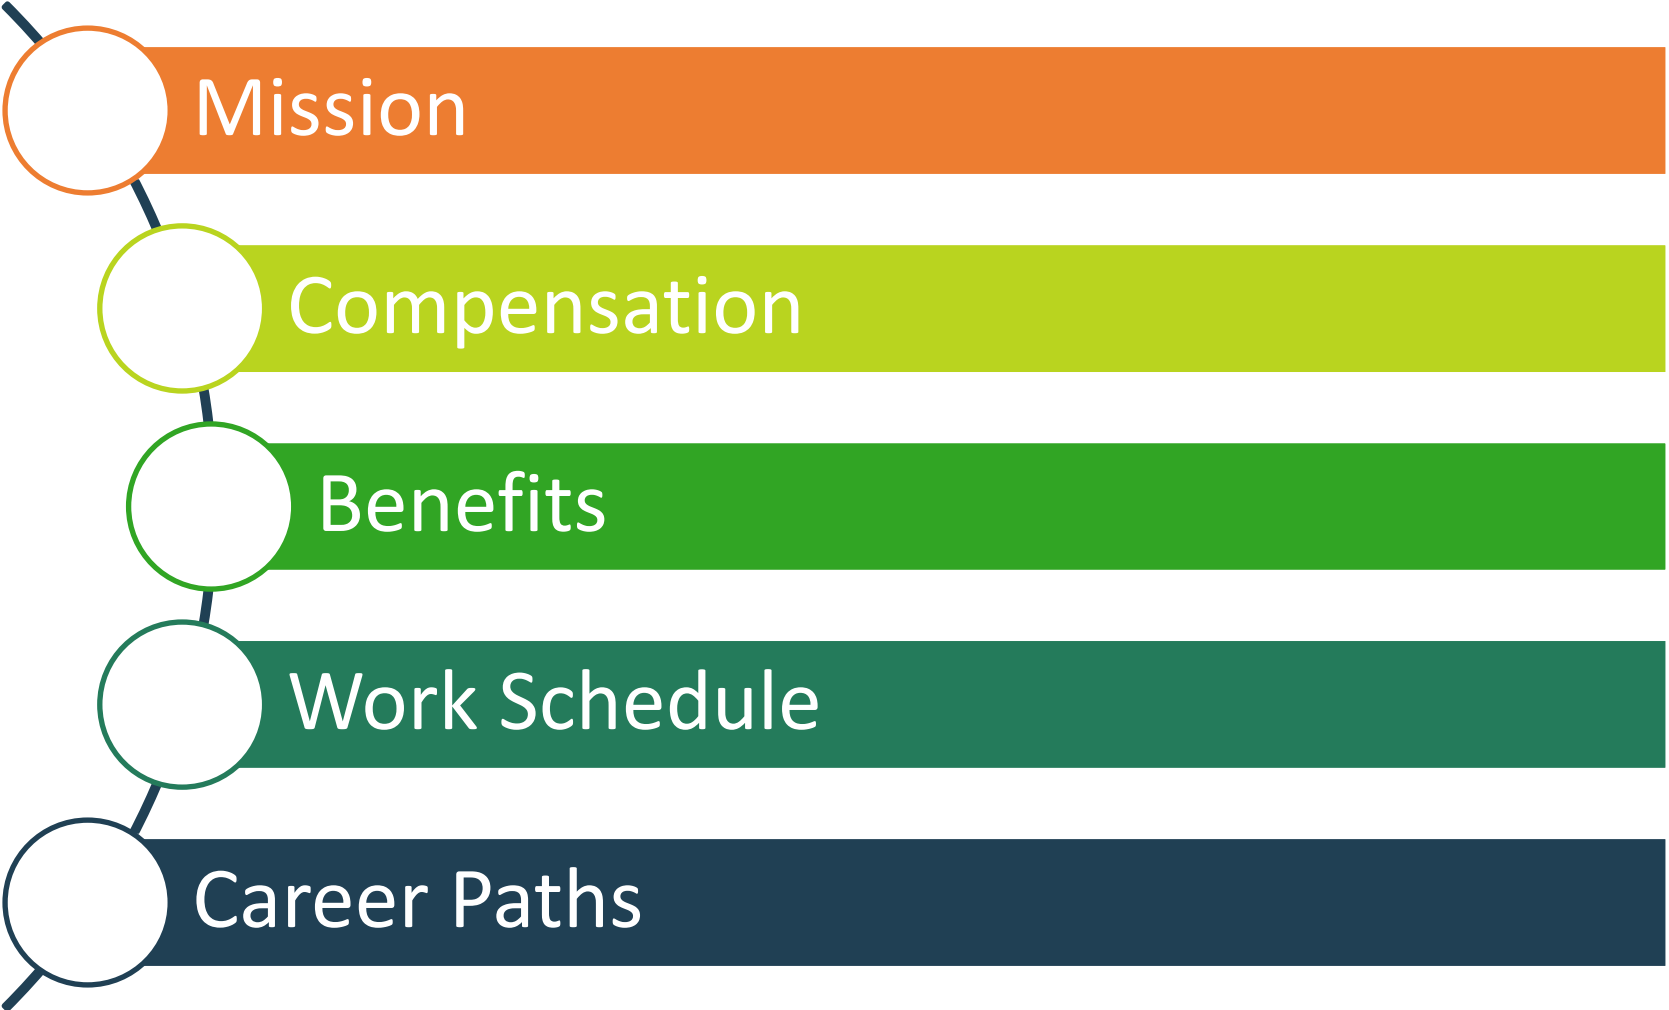 Mission
Compensation
Benefits
Work Schedule
Career Paths